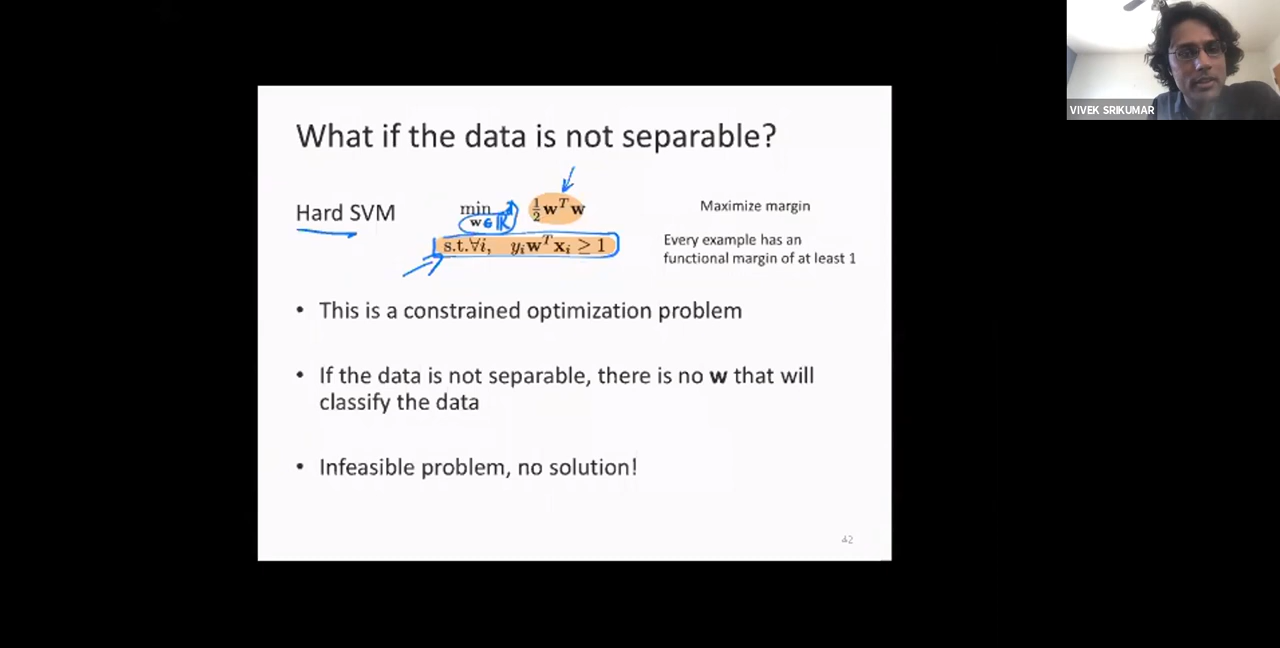 VIVEK SRIKUMAR
What if the data is not separable?
Hard SVM
min 1/2 wᵀw
w ∈ ℝ
Maximize margin
s.t.∀i, yᵢwᵀxᵢ ≥ 1
Every example has an
functional margin of at least 1
• This is a constrained optimization problem
• If the data is not separable, there is no w that will
classify the data
• Infeasible problem, no solution!
42